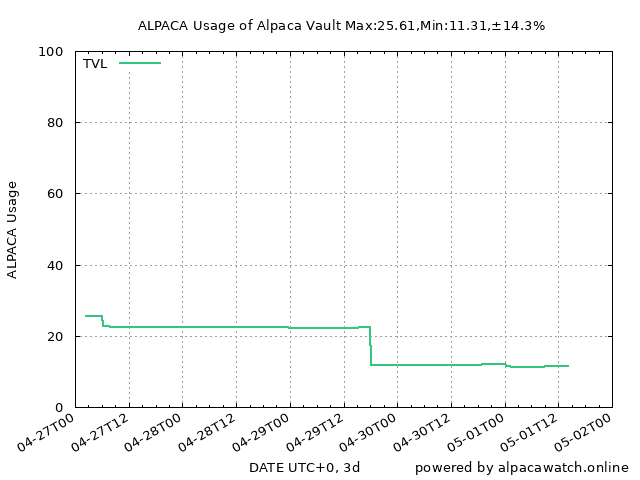 ALPACA Usage of Alpaca Vault Max:25.61,Min:11.31,±14.3%
TVL
100
80
60
40
20
0
ALPACA Usage
04-27T00
04-27T12
04-28T00
04-28T12
04-29T00
04-29T12
04-30T00
04-30T12
05-01T00
05-01T12
05-02T00
DATE UTC+0, 3d
powered by alpacawatch.online